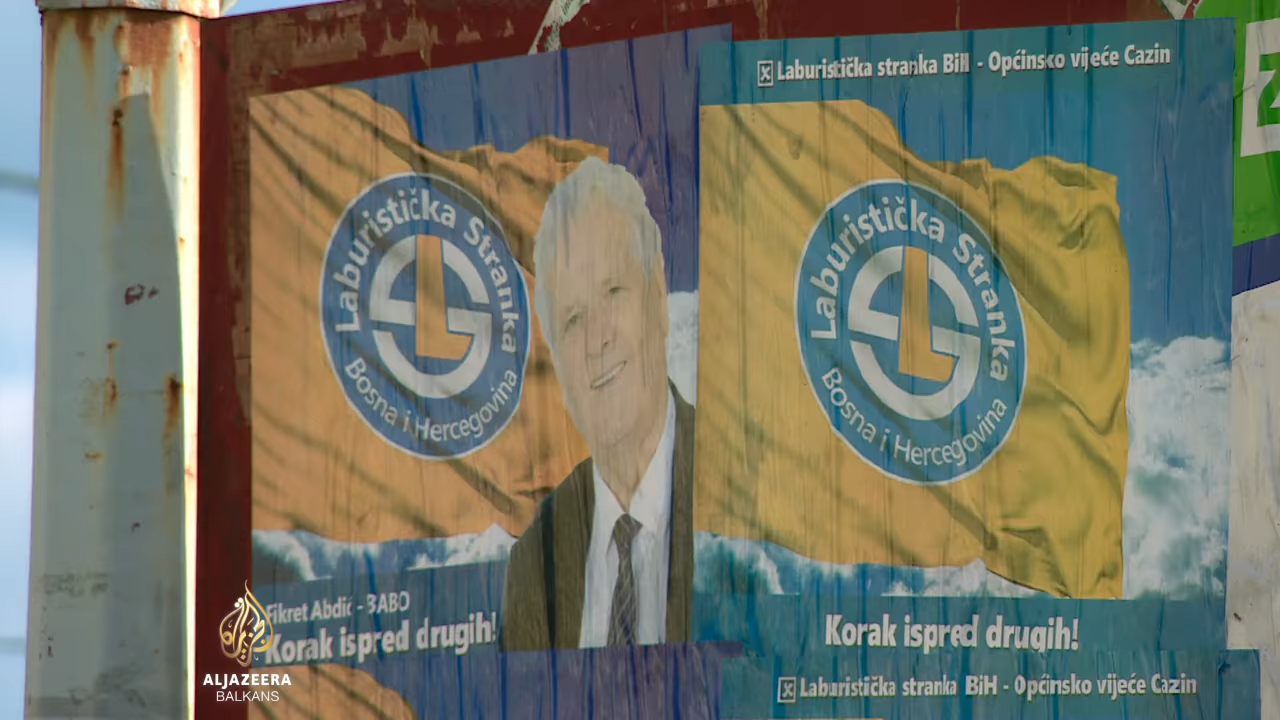 Laburistička Stranka
Bosna i Hercegovina
Fikret Abdić - BABO
Korak ispred drugih!
Laburistička stranka BiH - Općinsko vijeće Cazin
Laburistička Stranka
Bosna i Hercegovina
Korak ispred drugih!
Laburistička stranka BiH - Općinsko vijeće Cazin
ALJAZEERA
BALKANS